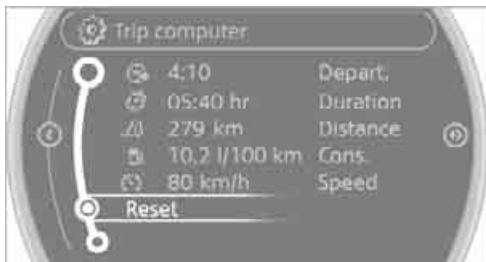 Trip computer
4:10 Depart.
05:40 hr Duration
279 km Distance
10,2 l/100 km Cons.
80 km/h Speed
Reset